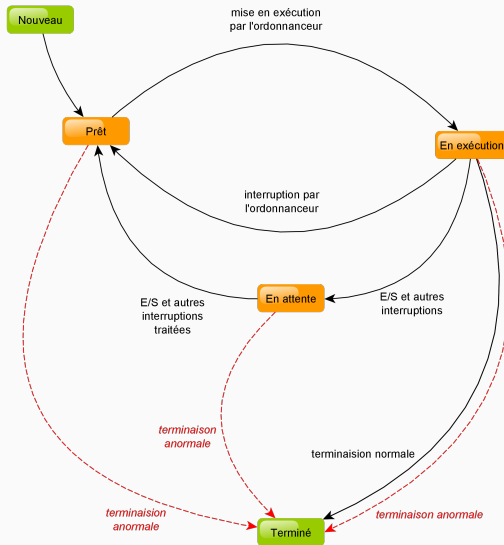 mise en exécution
par l'ordonnanceur
Nouveau
Prêt
En exécution
interruption par
l'ordonnanceur
En attente
E/S et autres
interruptions
traitées
E/S et autres
interruptions
terminaison
anormale
terminaision normale
terminaison
anormale
terminaison anormale
Terminé